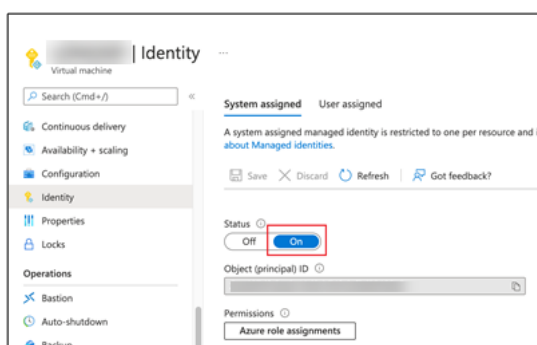 | Identity ...
Virtual machine
Search (Cmd+/)
«
Continuous delivery
Availability + scaling
Configuration
Identity
Properties
Locks
Operations
Bastion
Auto-shutdown
Backup
System assigned User assigned
A system assigned managed identity is restricted to one per resource and
about Managed identities.
Save Discard Refresh Got feedback?
Status
Off On
Object (principal) ID
Permissions
Azure role assignments